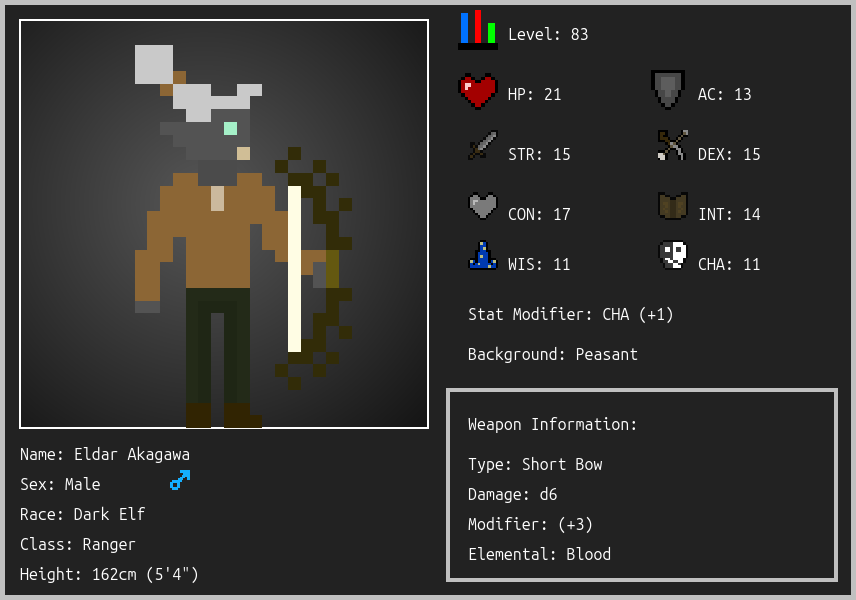 Level: 83
HP: 21
AC: 13
STR: 15
DEX: 15
CON: 17
INT: 14
WIS: 11
CHA: 11
Stat Modifier: CHA (+1)
Background: Peasant
Weapon Information:
Type: Short Bow
Damage: d6
Modifier: (+3)
Elemental: Blood
Name: Eldar Akagawa
Sex: Male
Race: Dark Elf
Class: Ranger
Height: 162cm (5'4")